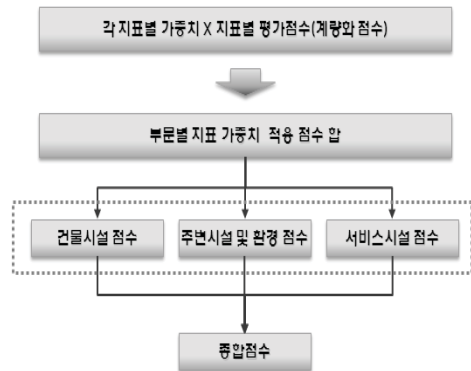 각 지표별 가중치 X 지표별 평가점수(계량화 점수)
부문별 지표 가중치 적용 점수 합
건물시설 점수
주변시설 및 환경 점수
서비스시설 점수
종합점수